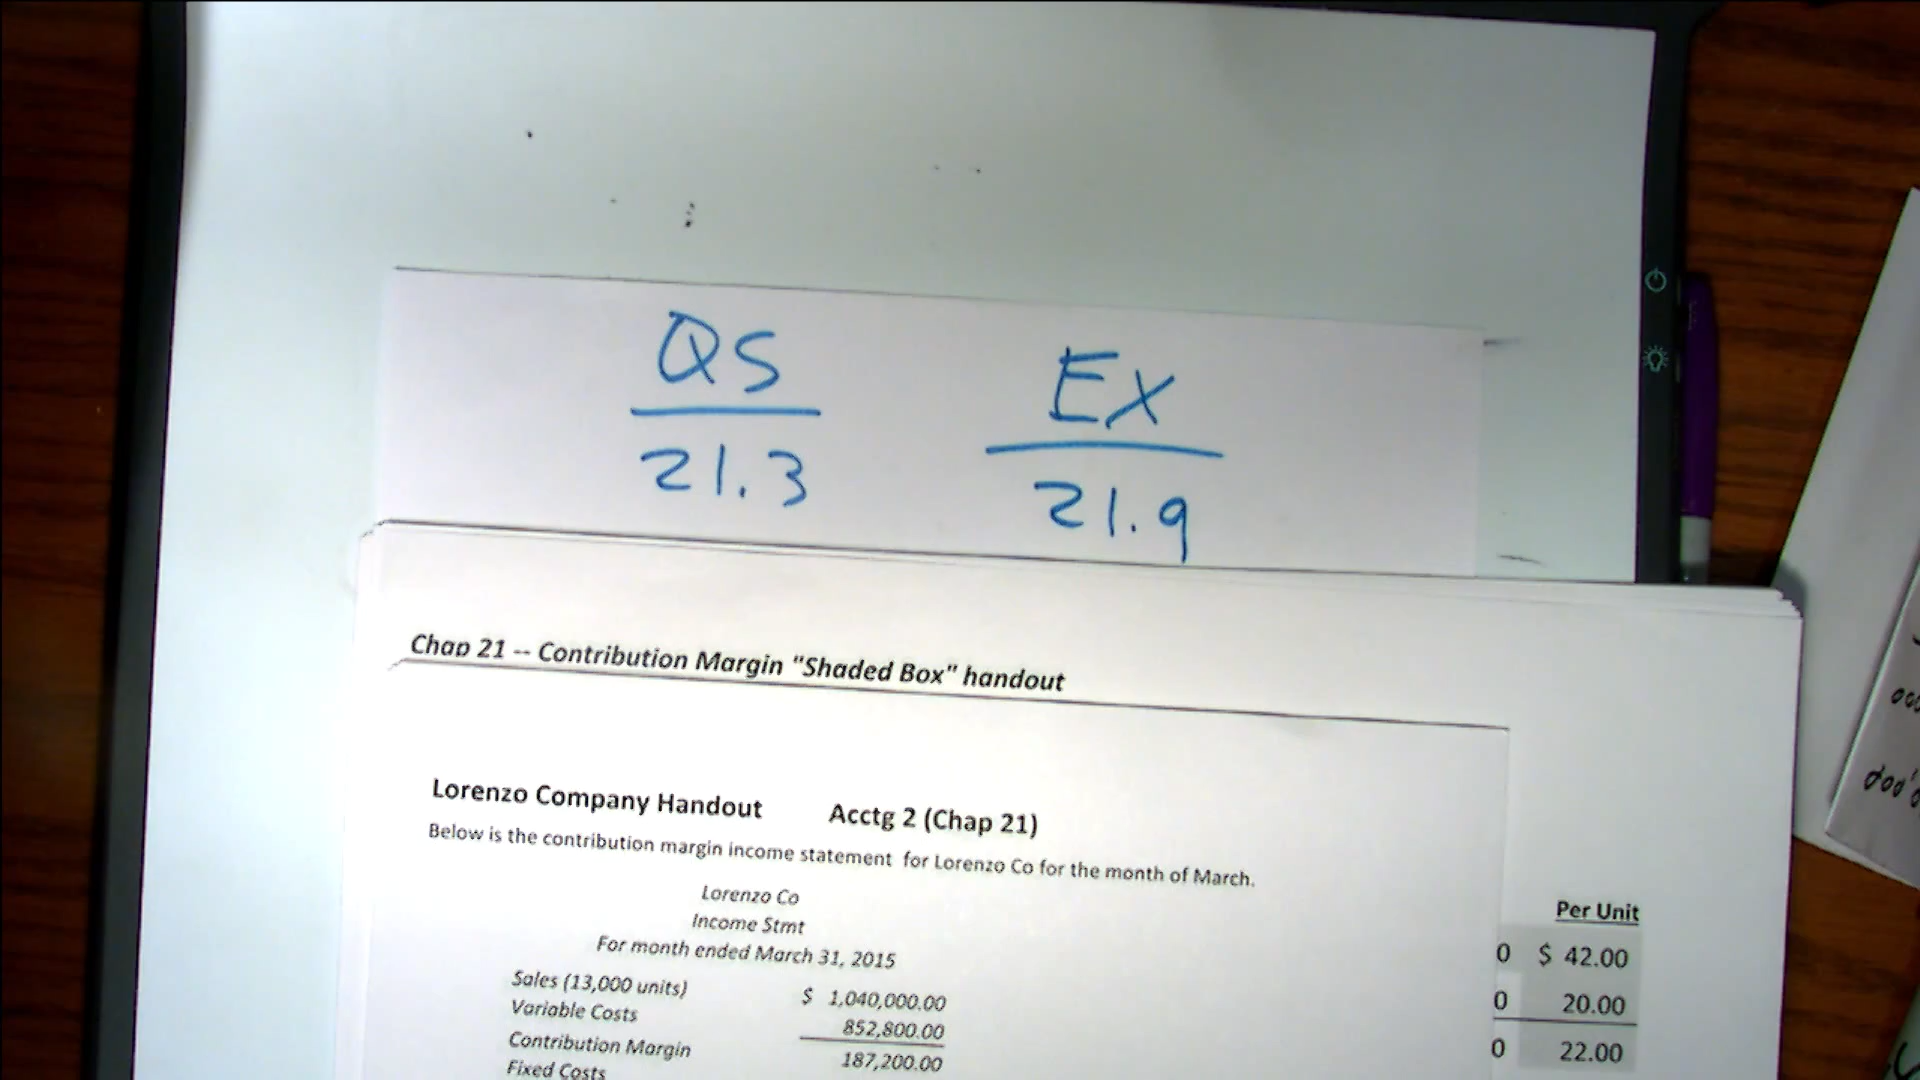 QS EX
21.3 21.9
Chap 21 -- Contribution Margin "Shaded Box" handout
Lorenzo Company Handout Acctg 2 (Chap 21)
Below is the contribution margin income statement for Lorenzo Co for the month of March.
Lorenzo Co
Income Stmt
For month ended March 31, 2015
Sales (13,000 units) $ 1,040,000.00
Variable Costs 852,800.00
Contribution Margin 187,200.00
Fixed Costs
Per Unit
0 $ 42.00
0 20.00
0 22.00